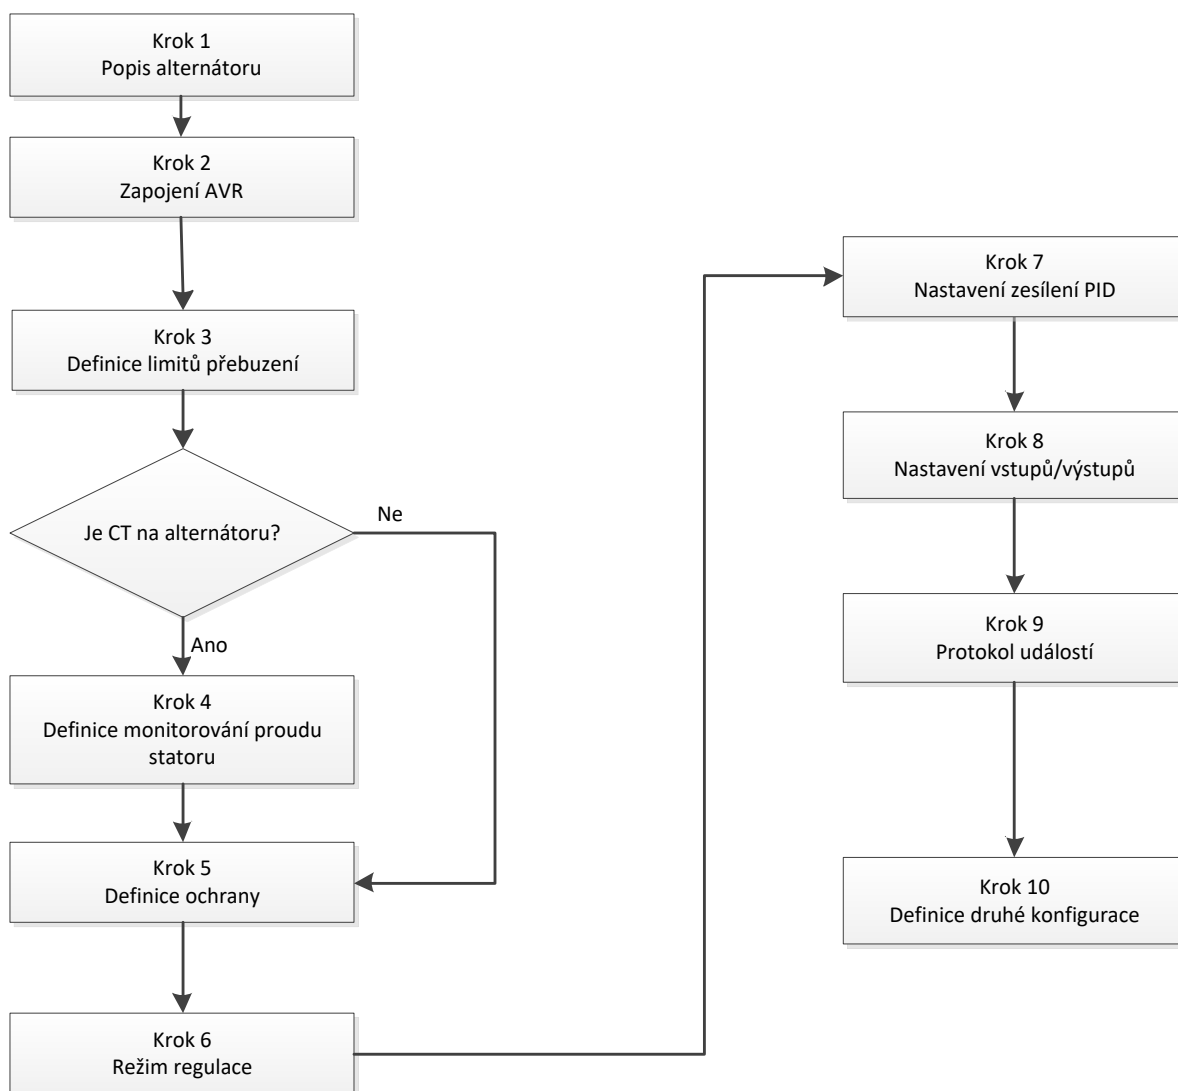 Krok 1
Popis alternátoru
Krok 2
Zapojení AVR
Krok 3
Definice limitů přebuzení
Je CT na alternátoru?
Ne
Ano
Krok 4
Definice monitorování proudu
statoru
Krok 5
Definice ochrany
Krok 6
Režim regulace
Krok 7
Nastavení zesílení PID
Krok 8
Nastavení vstupů/výstupů
Krok 9
Protokol událostí
Krok 10
Definice druhé konfigurace